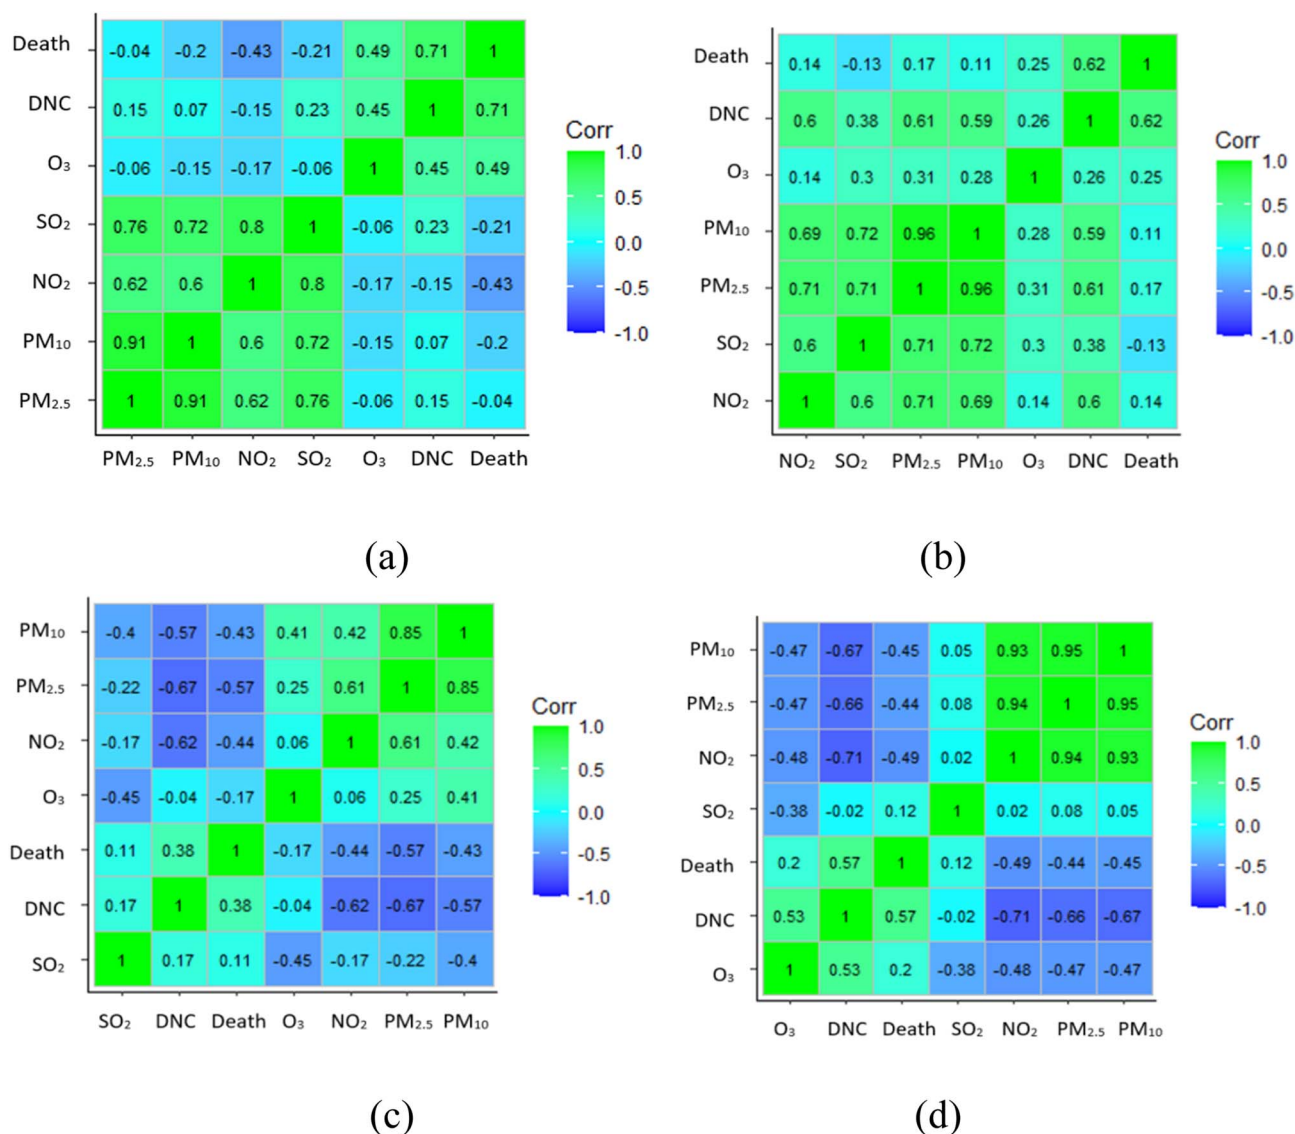 Death -0.04 -0.2 -0.43 -0.21 0.49 0.71 1
DNC 0.15 0.07 -0.15 0.23 0.45 1 0.71
O₃ -0.06 -0.15 -0.17 -0.06 1 0.45 0.49
SO₂ 0.76 0.72 0.8 1 -0.06 0.23 -0.21
NO₂ 0.62 0.6 1 0.8 -0.17 -0.15 -0.43
PM₁₀ 0.91 1 0.6 0.72 -0.15 0.07 -0.2
PM₂.₅ 1 0.91 0.62 0.76 -0.06 0.15 -0.04
PM₂.₅ PM₁₀ NO₂ SO₂ O₃ DNC Death
Corr
1.0
0.5
0.0
-0.5
-1.0
(a)
Death 0.14 -0.13 0.17 0.11 0.25 0.62 1
DNC 0.6 0.38 0.61 0.59 0.26 1 0.62
O₃ 0.14 0.3 0.31 0.28 1 0.26 0.25
PM₁₀ 0.69 0.72 0.96 1 0.28 0.59 0.11
PM₂.₅ 0.71 0.71 1 0.96 0.31 0.61 0.17
SO₂ 0.6 1 0.71 0.72 0.3 0.38 -0.13
NO₂ 1 0.6 0.71 0.69 0.14 0.6 0.14
NO₂ SO₂ PM₂.₅ PM₁₀ O₃ DNC Death
Corr
1.0
0.5
0.0
-0.5
-1.0
(b)
PM₁₀ -0.4 -0.57 -0.43 0.41 0.42 0.85 1
PM₂.₅ -0.22 -0.67 -0.57 0.25 0.61 1 0.85
NO₂ -0.17 -0.62 -0.44 0.06 1 0.61 0.42
O₃ -0.45 -0.04 -0.17 1 0.06 0.25 0.41
Death 0.11 0.38 1 -0.17 -0.44 -0.57 -0.43
DNC 0.17 1 0.38 -0.04 -0.62 -0.67 -0.57
SO₂ 1 0.17 0.11 -0.45 -0.17 -0.22 -0.4
SO₂ DNC Death O₃ NO₂ PM₂.₅ PM₁₀
Corr
1.0
0.5
0.0
-0.5
-1.0
(c)
PM₁₀ -0.47 -0.67 -0.45 0.05 0.93 0.95 1
PM₂.₅ -0.47 -0.66 -0.44 0.08 0.94 1 0.95
NO₂ -0.48 -0.71 -0.49 0.02 1 0.94 0.93
SO₂ -0.38 -0.02 0.12 1 0.02 0.08 0.05
Death 0.2 0.57 1 0.12 -0.49 -0.44 -0.45
DNC 0.53 1 0.57 -0.02 -0.71 -0.66 -0.67
O₃ 1 0.53 0.2 -0.38 -0.48 -0.47 -0.47
O₃ DNC Death SO₂ NO₂ PM₂.₅ PM₁₀
Corr
1.0
0.5
0.0
-0.5
-1.0
(d)